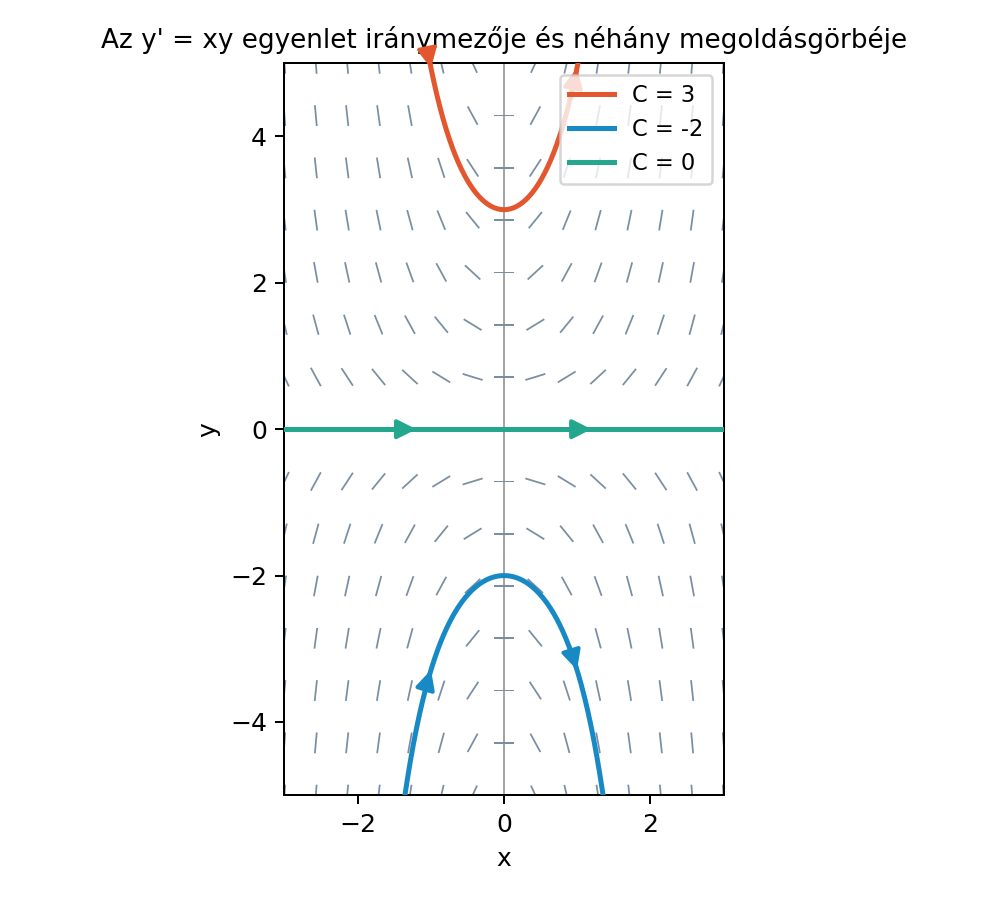 Az y' = xy egyenlet iránymezője és néhány megoldásgörbéje
C = 3
C = -2
C = 0
4
2
0
−2
−4
y
−2 0 2
x